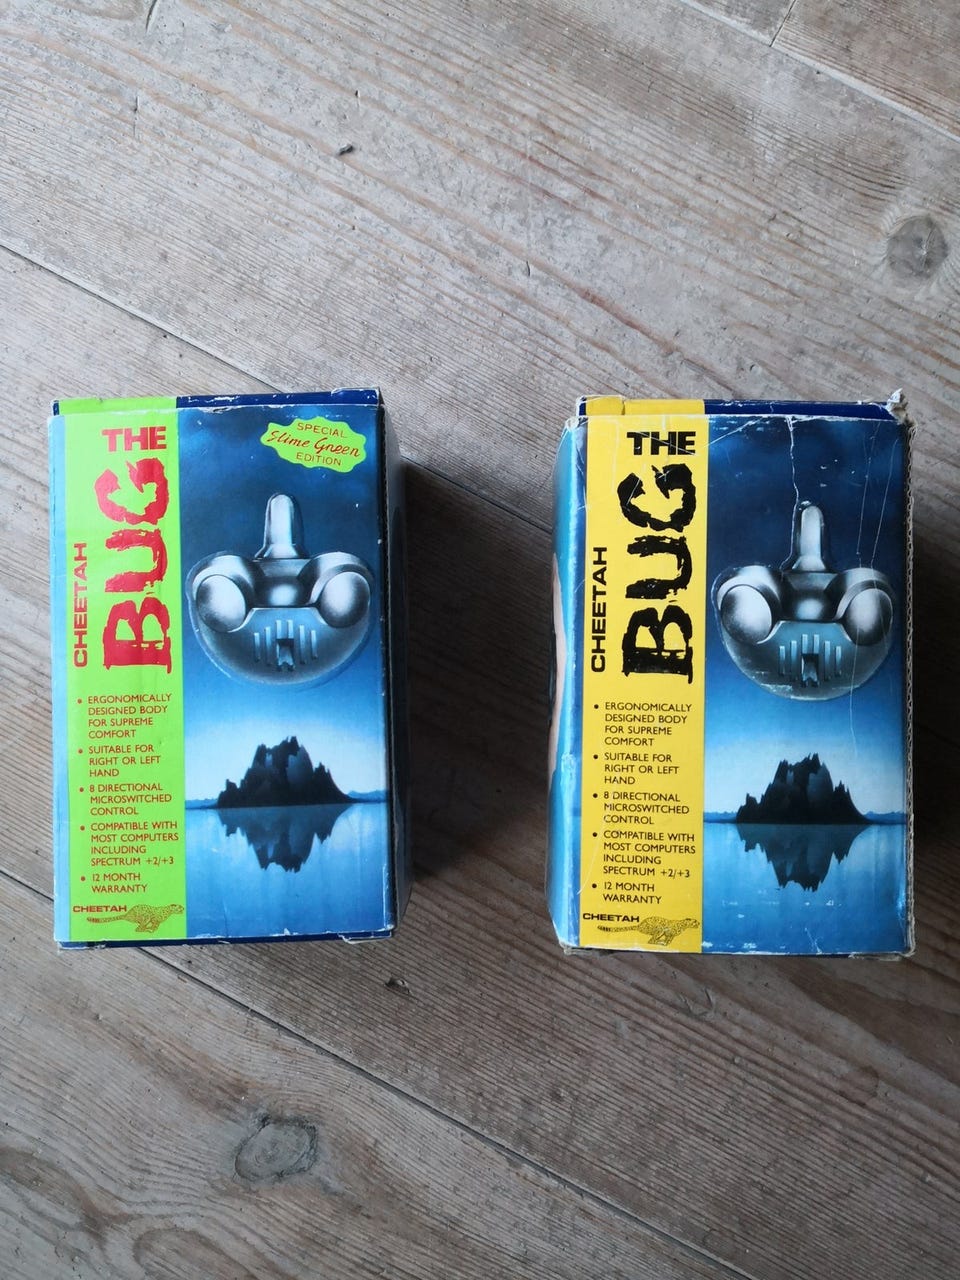 THE
BUG
CHEETAH
SPECIAL
Slime Green
EDITION
• ERGONOMICALLY
DESIGNED BODY
FOR SUPREME
COMFORT
• SUITABLE FOR
RIGHT OR LEFT
HAND
• 8 DIRECTIONAL
MICROSWITCHED
CONTROL
• COMPATIBLE WITH
MOST COMPUTERS
INCLUDING
SPECTRUM +2/+3
• 12 MONTH
WARRANTY
CHEETAH
THE
BUG
CHEETAH
• ERGONOMICALLY
DESIGNED BODY
FOR SUPREME
COMFORT
• SUITABLE FOR
RIGHT OR LEFT
HAND
• 8 DIRECTIONAL
MICROSWITCHED
CONTROL
• COMPATIBLE WITH
MOST COMPUTERS
INCLUDING
SPECTRUM +2/+3
• 12 MONTH
WARRANTY
CHEETAH